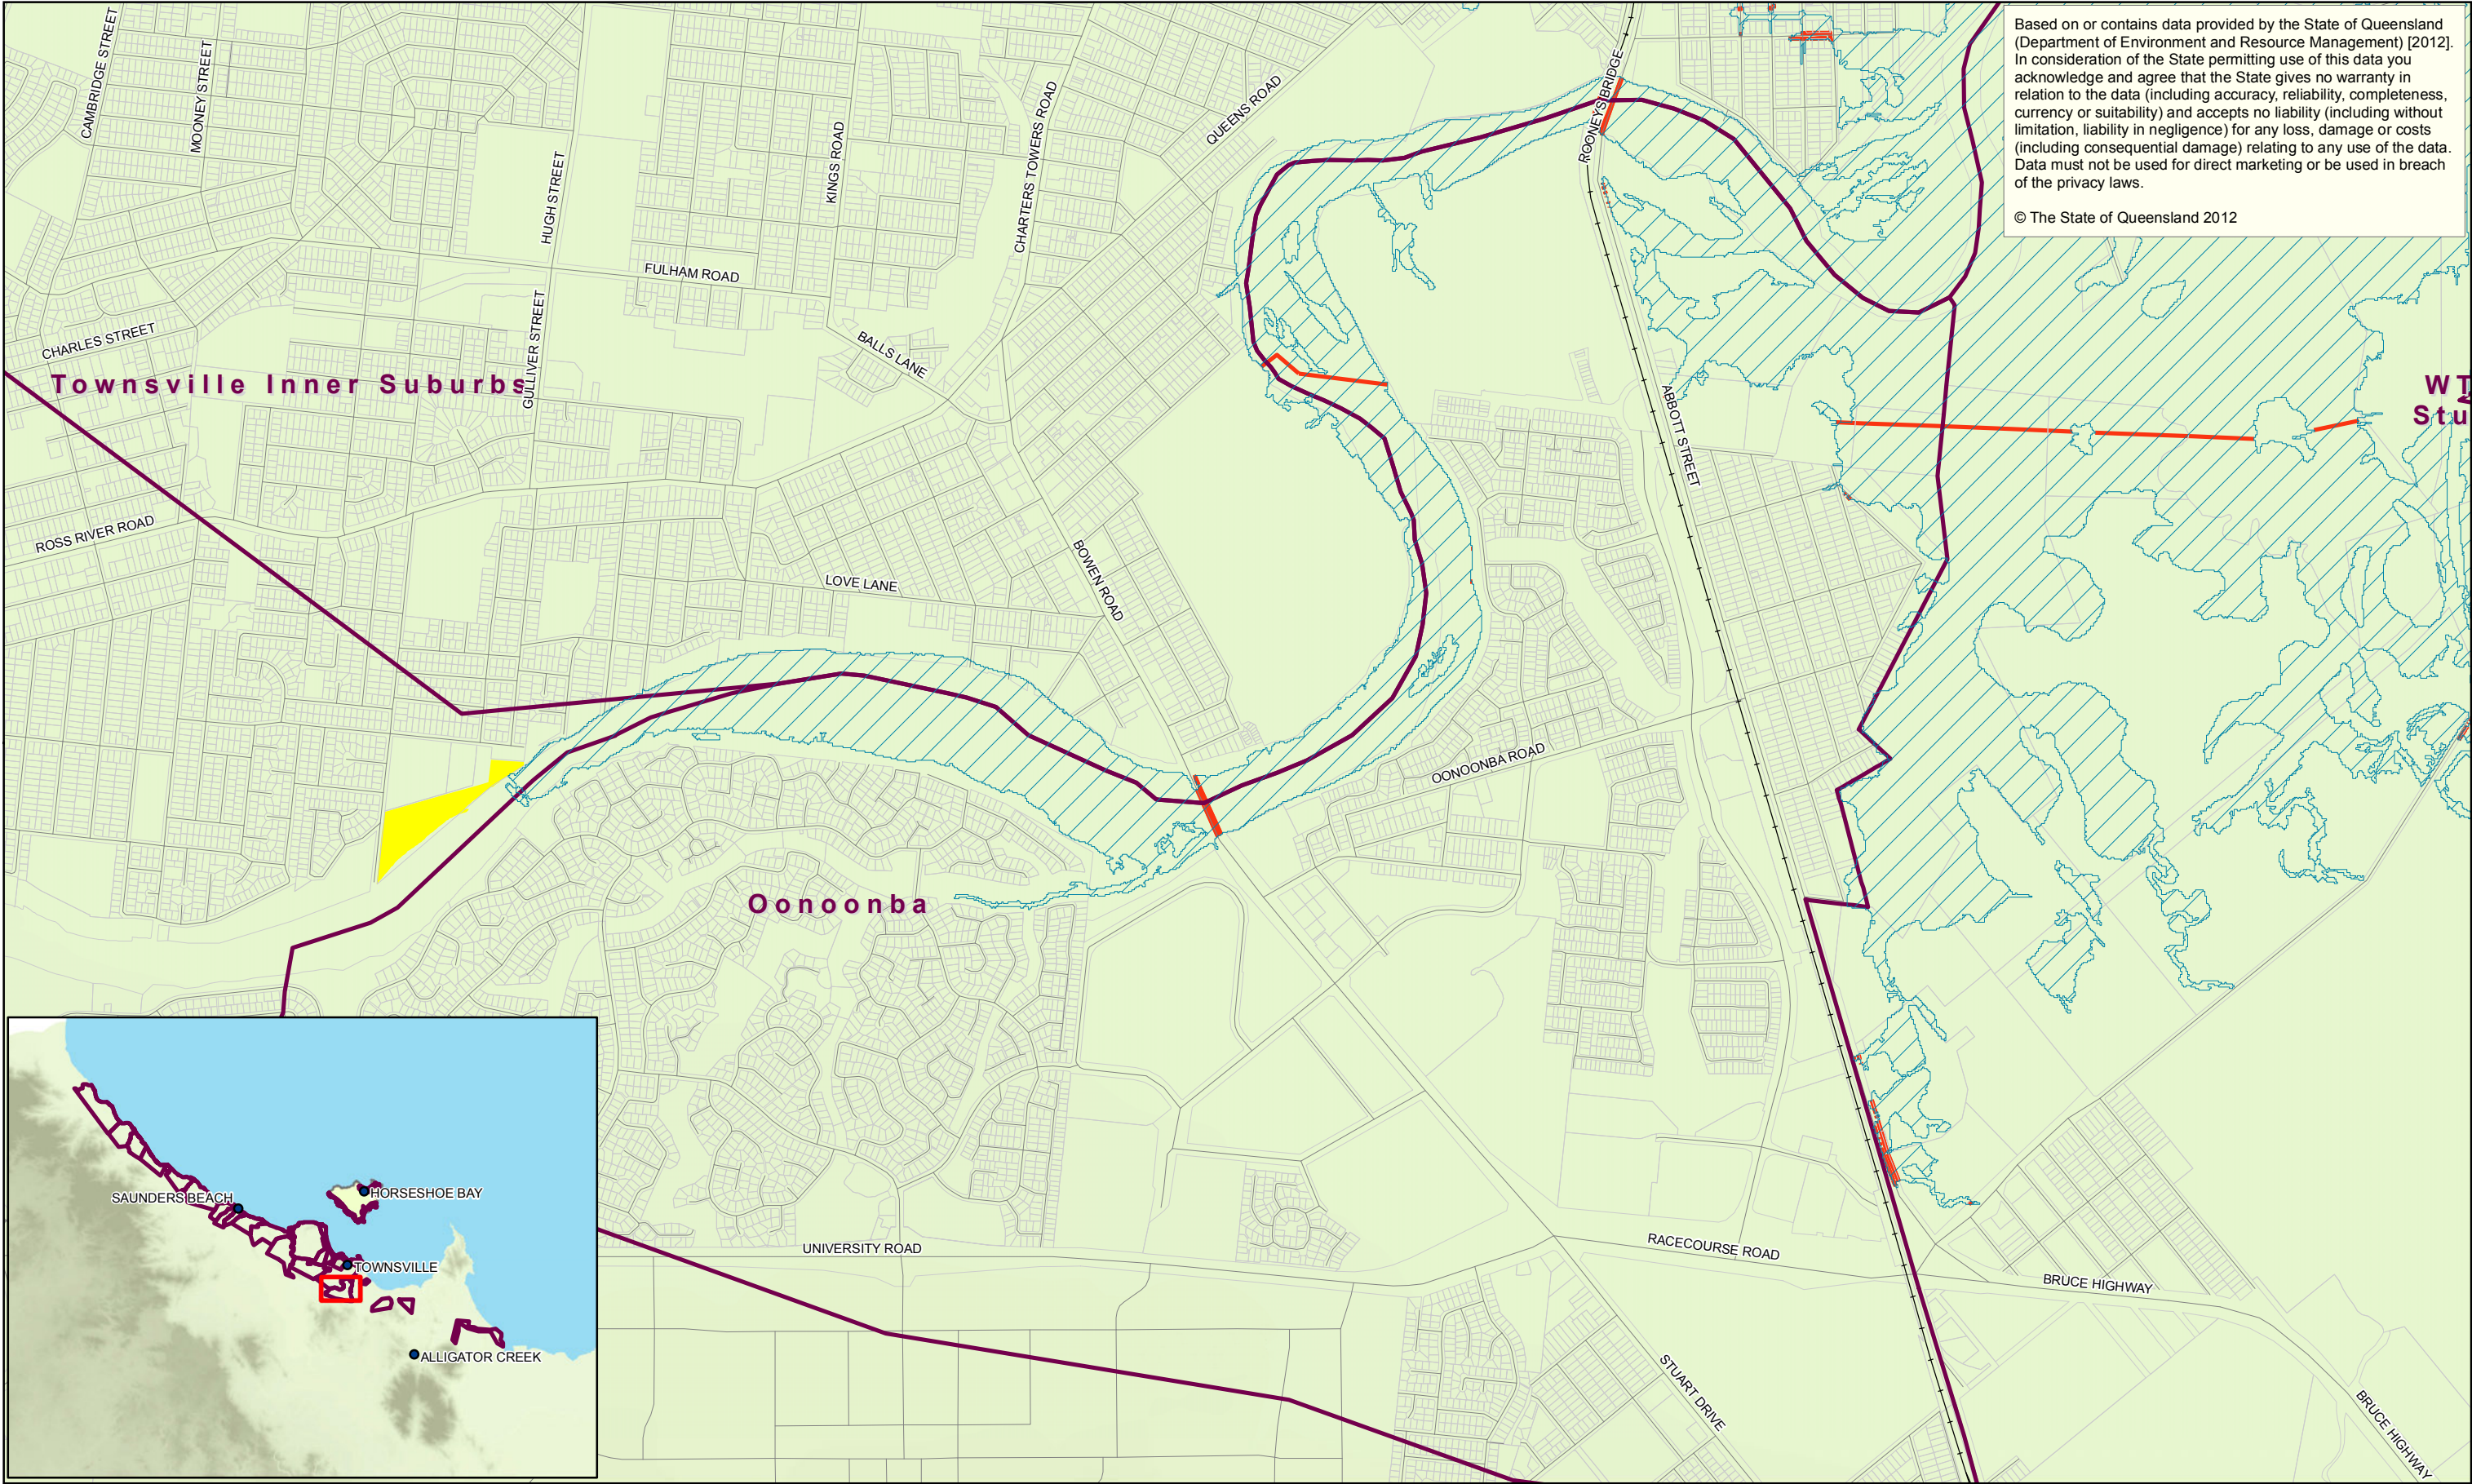 Based on or contains data provided by the State of Queensland
(Department of Environment and Resource Management) [2012].
In consideration of the State permitting use of this data you
acknowledge and agree that the State gives no warranty in
relation to the data (including accuracy, reliability, completeness,
currency or suitability) and accepts no liability (including without
limitation, liability in negligence) for any loss, damage or costs
(including consequential damage) relating to any use of the data.
Data must not be used for direct marketing or be used in breach
of the privacy laws.
© The State of Queensland 2012
CAMBRIDGE STREET
MOONEY STREET
HUGH STREET
KINGS ROAD
CHARTERS TOWERS ROAD
QUEENS ROAD
ROONEYS BRIDGE
FULHAM ROAD
GULLIVER STREET
CHARLES STREET
BALLS LANE
Townsville Inner Suburbs
ABBOTT STREET
WT
Stu
ROSS RIVER ROAD
BOWEN ROAD
LOVE LANE
OONOONBA ROAD
Oonoonba
UNIVERSITY ROAD
RACECOURSE ROAD
BRUCE HIGHWAY
STUART DRIVE
BRUCE HIGHWAY
SAUNDERS BEACH
HORSESHOE BAY
TOWNSVILLE
ALLIGATOR CREEK